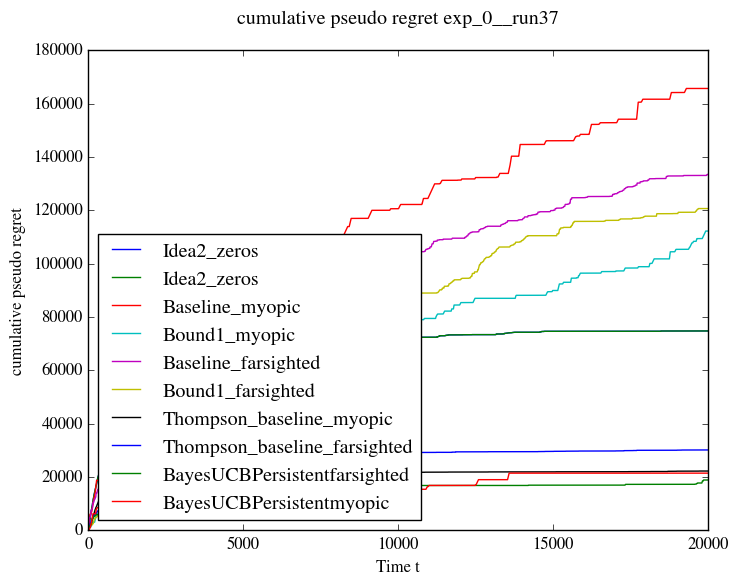 cumulative pseudo regret exp_0__run37
180000
160000
140000
120000
100000
80000
60000
40000
20000
0
cumulative pseudo regret
Idea2_zeros
Idea2_zeros
Baseline_myopic
Bound1_myopic
Baseline_farsighted
Bound1_farsighted
Thompson_baseline_myopic
Thompson_baseline_farsighted
BayesUCBPersistentfarsighted
BayesUCBPersistentmyopic
0 5000 10000 15000 20000
Time t